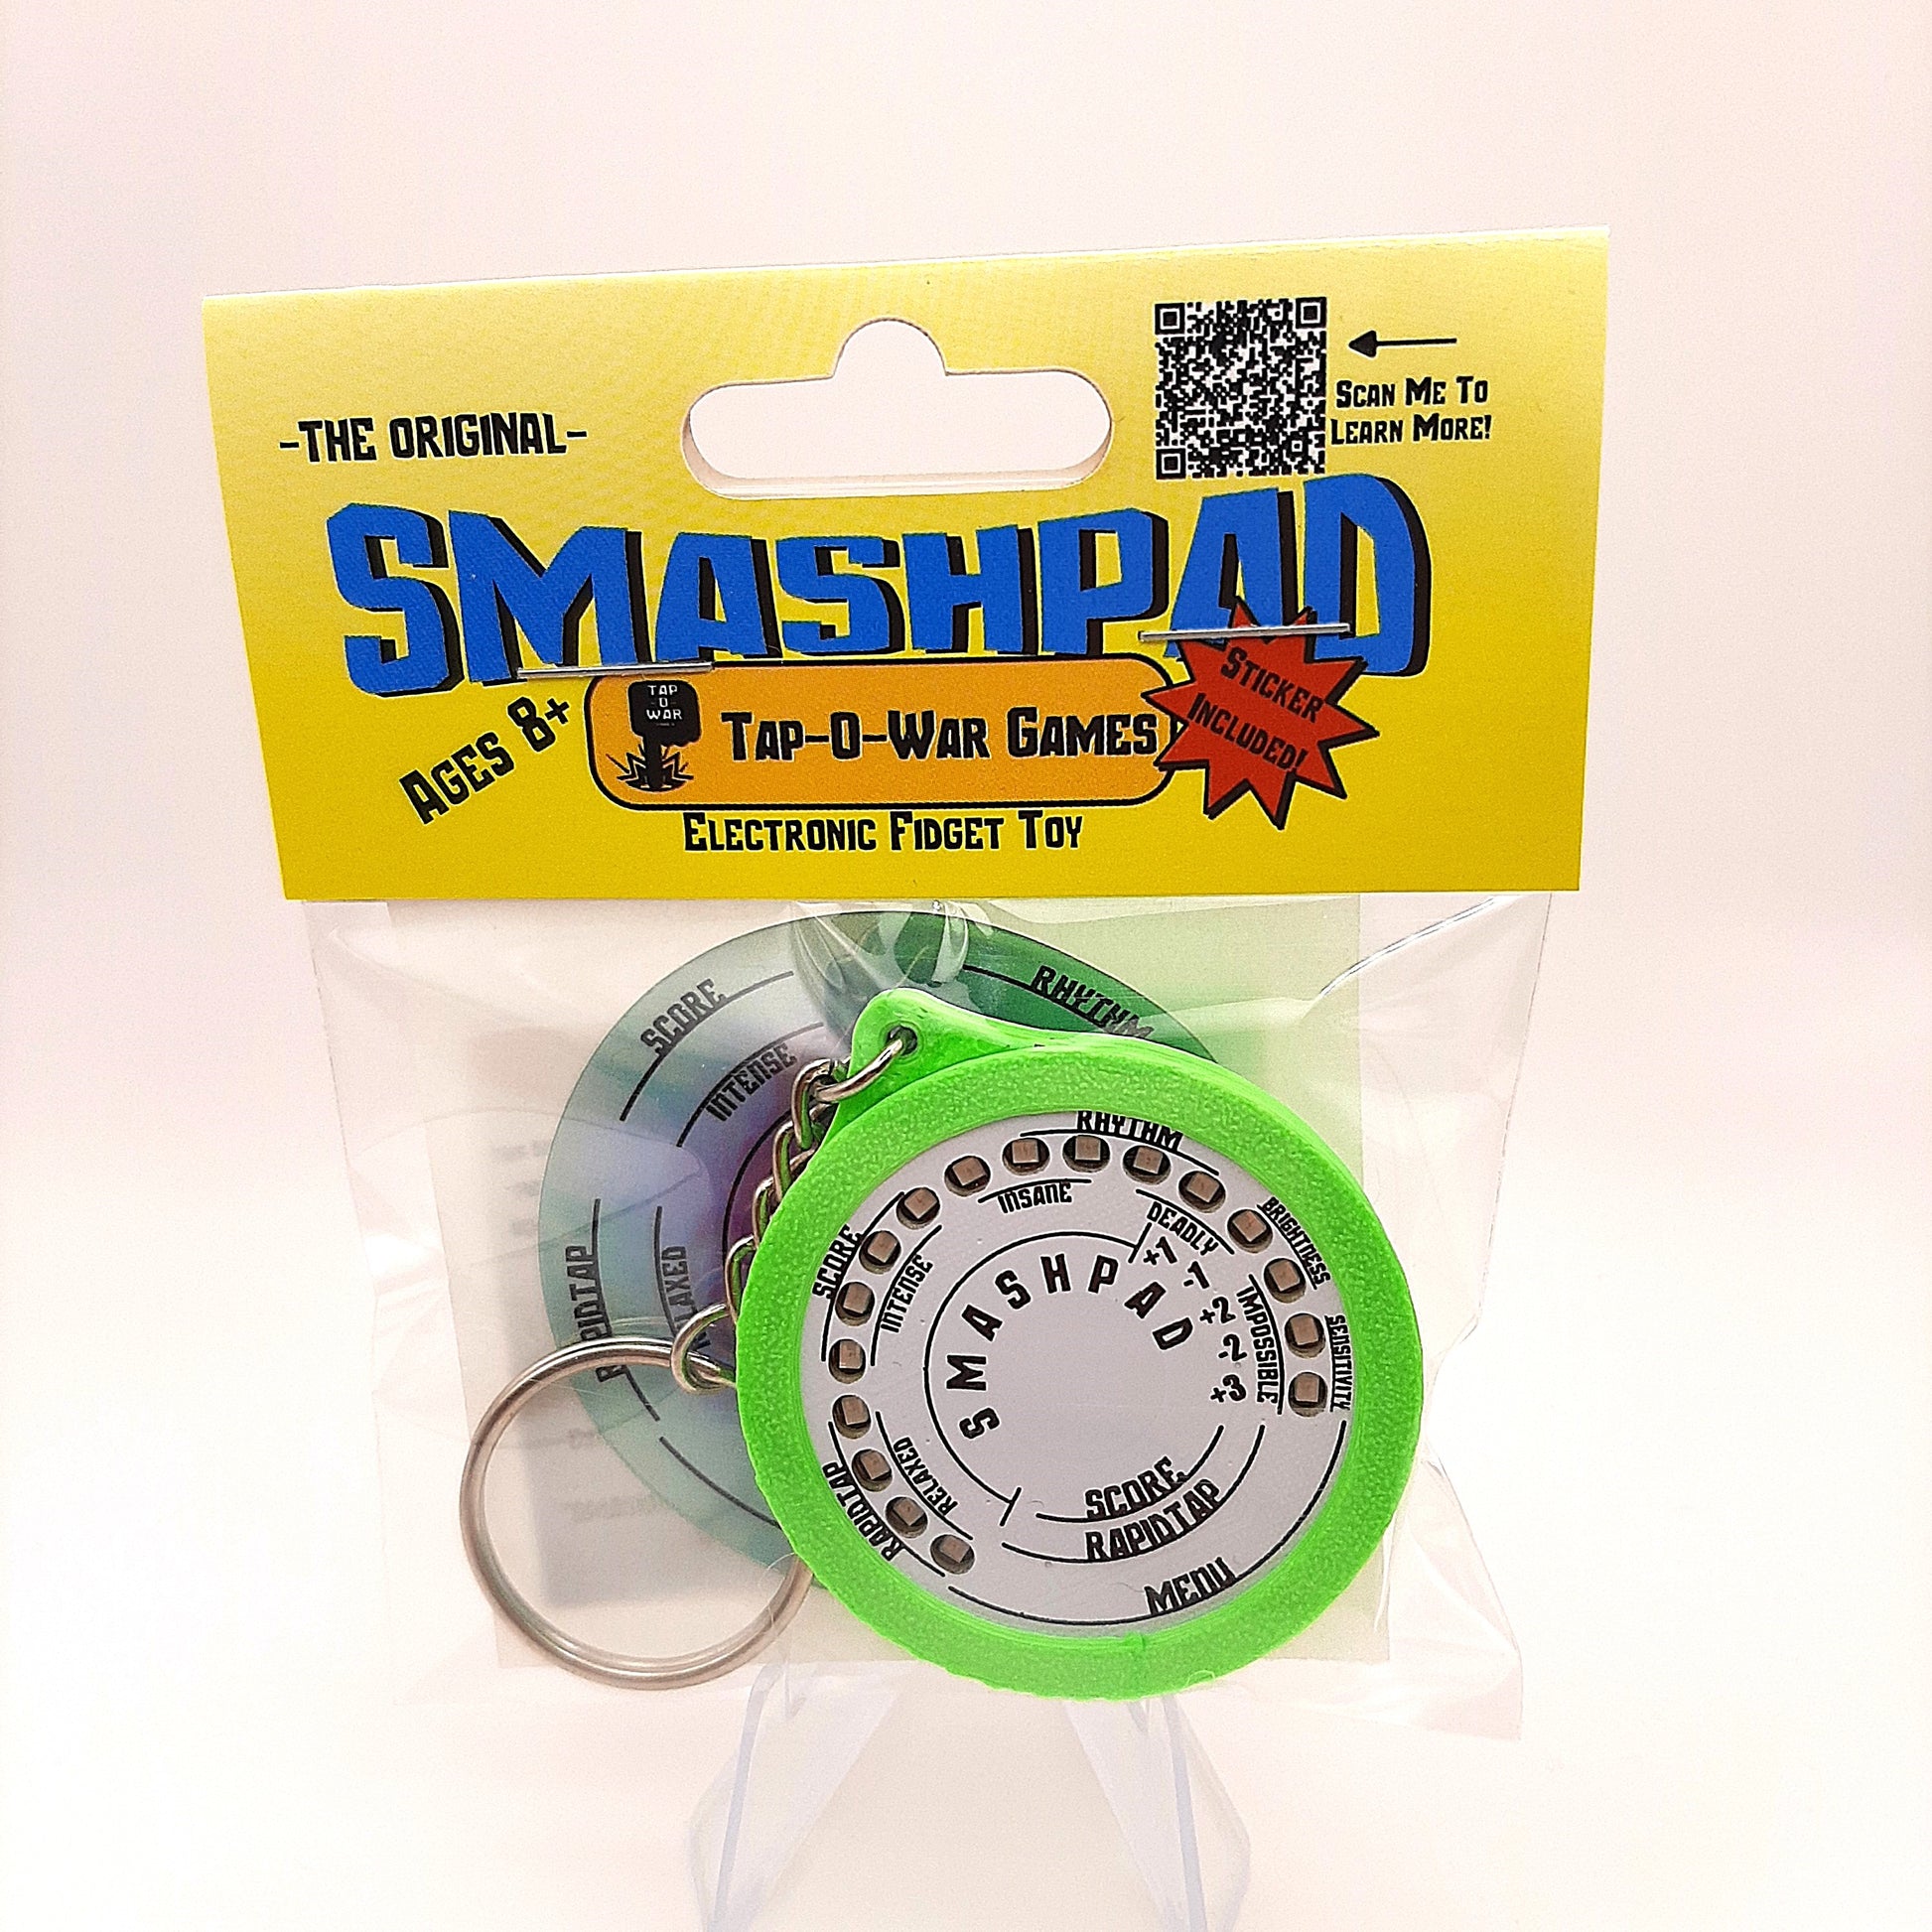 -THE ORIGINAL-
SCAN ME TO
LEARN MORE!
SMASHPAD
AGES 8+
TAP
-O-
WAR
TAP-O-WAR GAMES
STICKER
INCLUDED!
ELECTRONIC FIDGET TOY
SCORE
RHYTHM
INTENSE
RAPIDTAP
RHYTHM
INSANE
DEADLY
BRIGHTNESS
SCORE
INTENSE
IMPOSSIBLE
SENSITIVITY
SMASHPAD
+1
-1
+2
-2
+3
RELAXED
RAPIDTAP
SCORE
RAPIDTAP
MENU